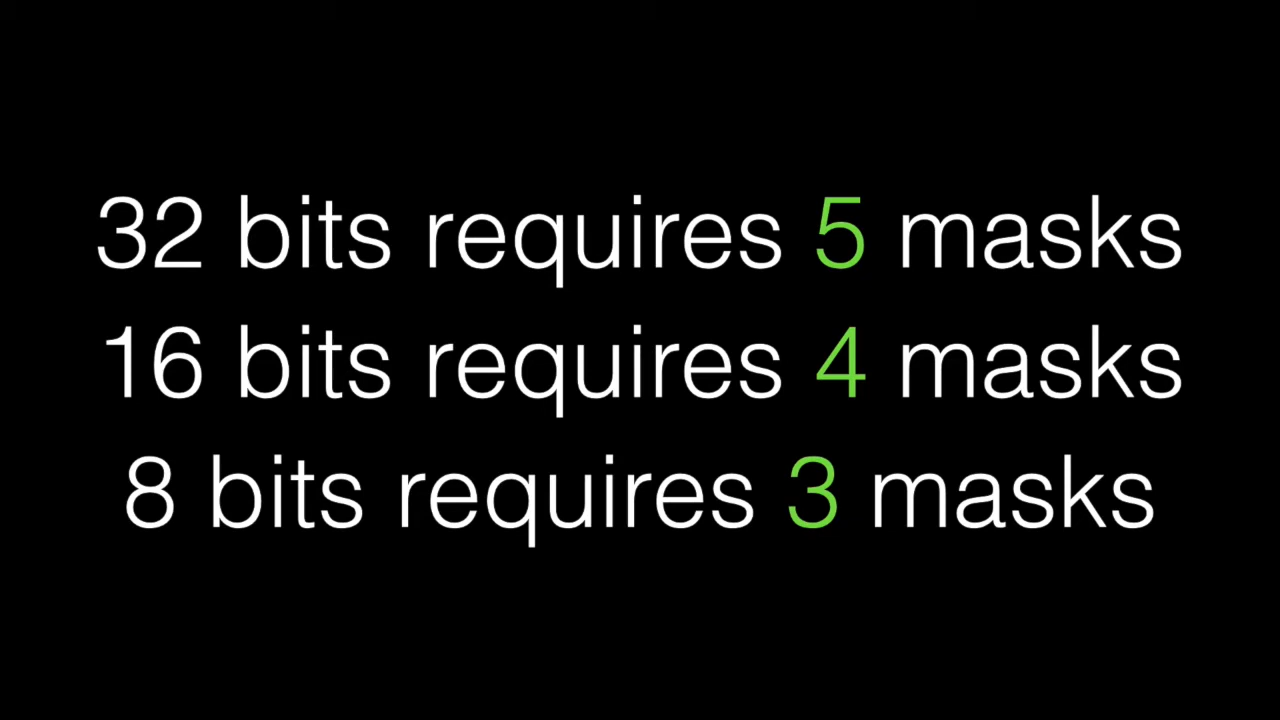 32 bits requires 5 masks
16 bits requires 4 masks
8 bits requires 3 masks